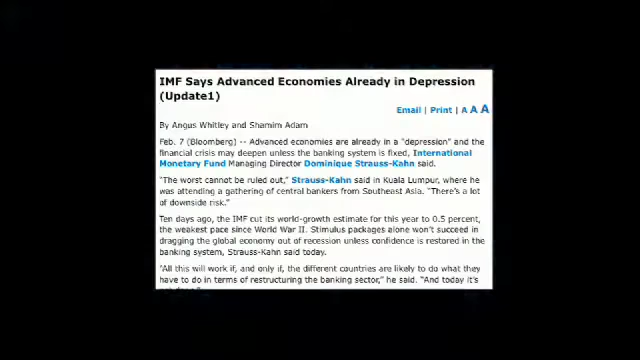 IMF Says Advanced Economies Already in Depression
(Update1)
Email | Print | A A A
By Angus Whitley and Shamim Adam
Feb. 7 (Bloomberg) -- Advanced economies are already in a "depression" and the
financial crisis may deepen unless the banking system is fixed, International
Monetary Fund Managing Director Dominique Strauss-Kahn said.
"The worst cannot be ruled out," Strauss-Kahn said in Kuala Lumpur, where he
was attending a gathering of central bankers from Southeast Asia. "There's a lot
of downside risk."
Ten days ago, the IMF cut its world-growth estimate for this year to 0.5 percent,
the weakest pace since World War II. Stimulus packages alone won't succeed in
dragging the global economy out of recession unless confidence is restored in the
banking system, Strauss-Kahn said today.
"All this will work if, and only if, the different countries are likely to do what they
have to do in terms of restructuring the banking sector," he said. "And today it's